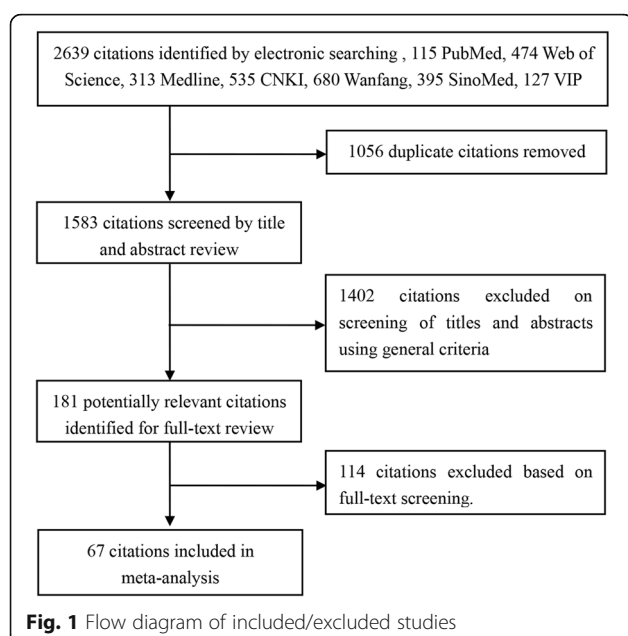 2639 citations identified by electronic searching , 115 PubMed, 474 Web of
Science, 313 Medline, 535 CNKI, 680 Wanfang, 395 SinoMed, 127 VIP
1056 duplicate citations removed
1583 citations screened by title
and abstract review
1402 citations excluded on
screening of titles and abstracts
using general criteria
181 potentially relevant citations
identified for full-text review
114 citations excluded based on
full-text screening.
67 citations included in
meta-analysis
Fig. 1 Flow diagram of included/excluded studies